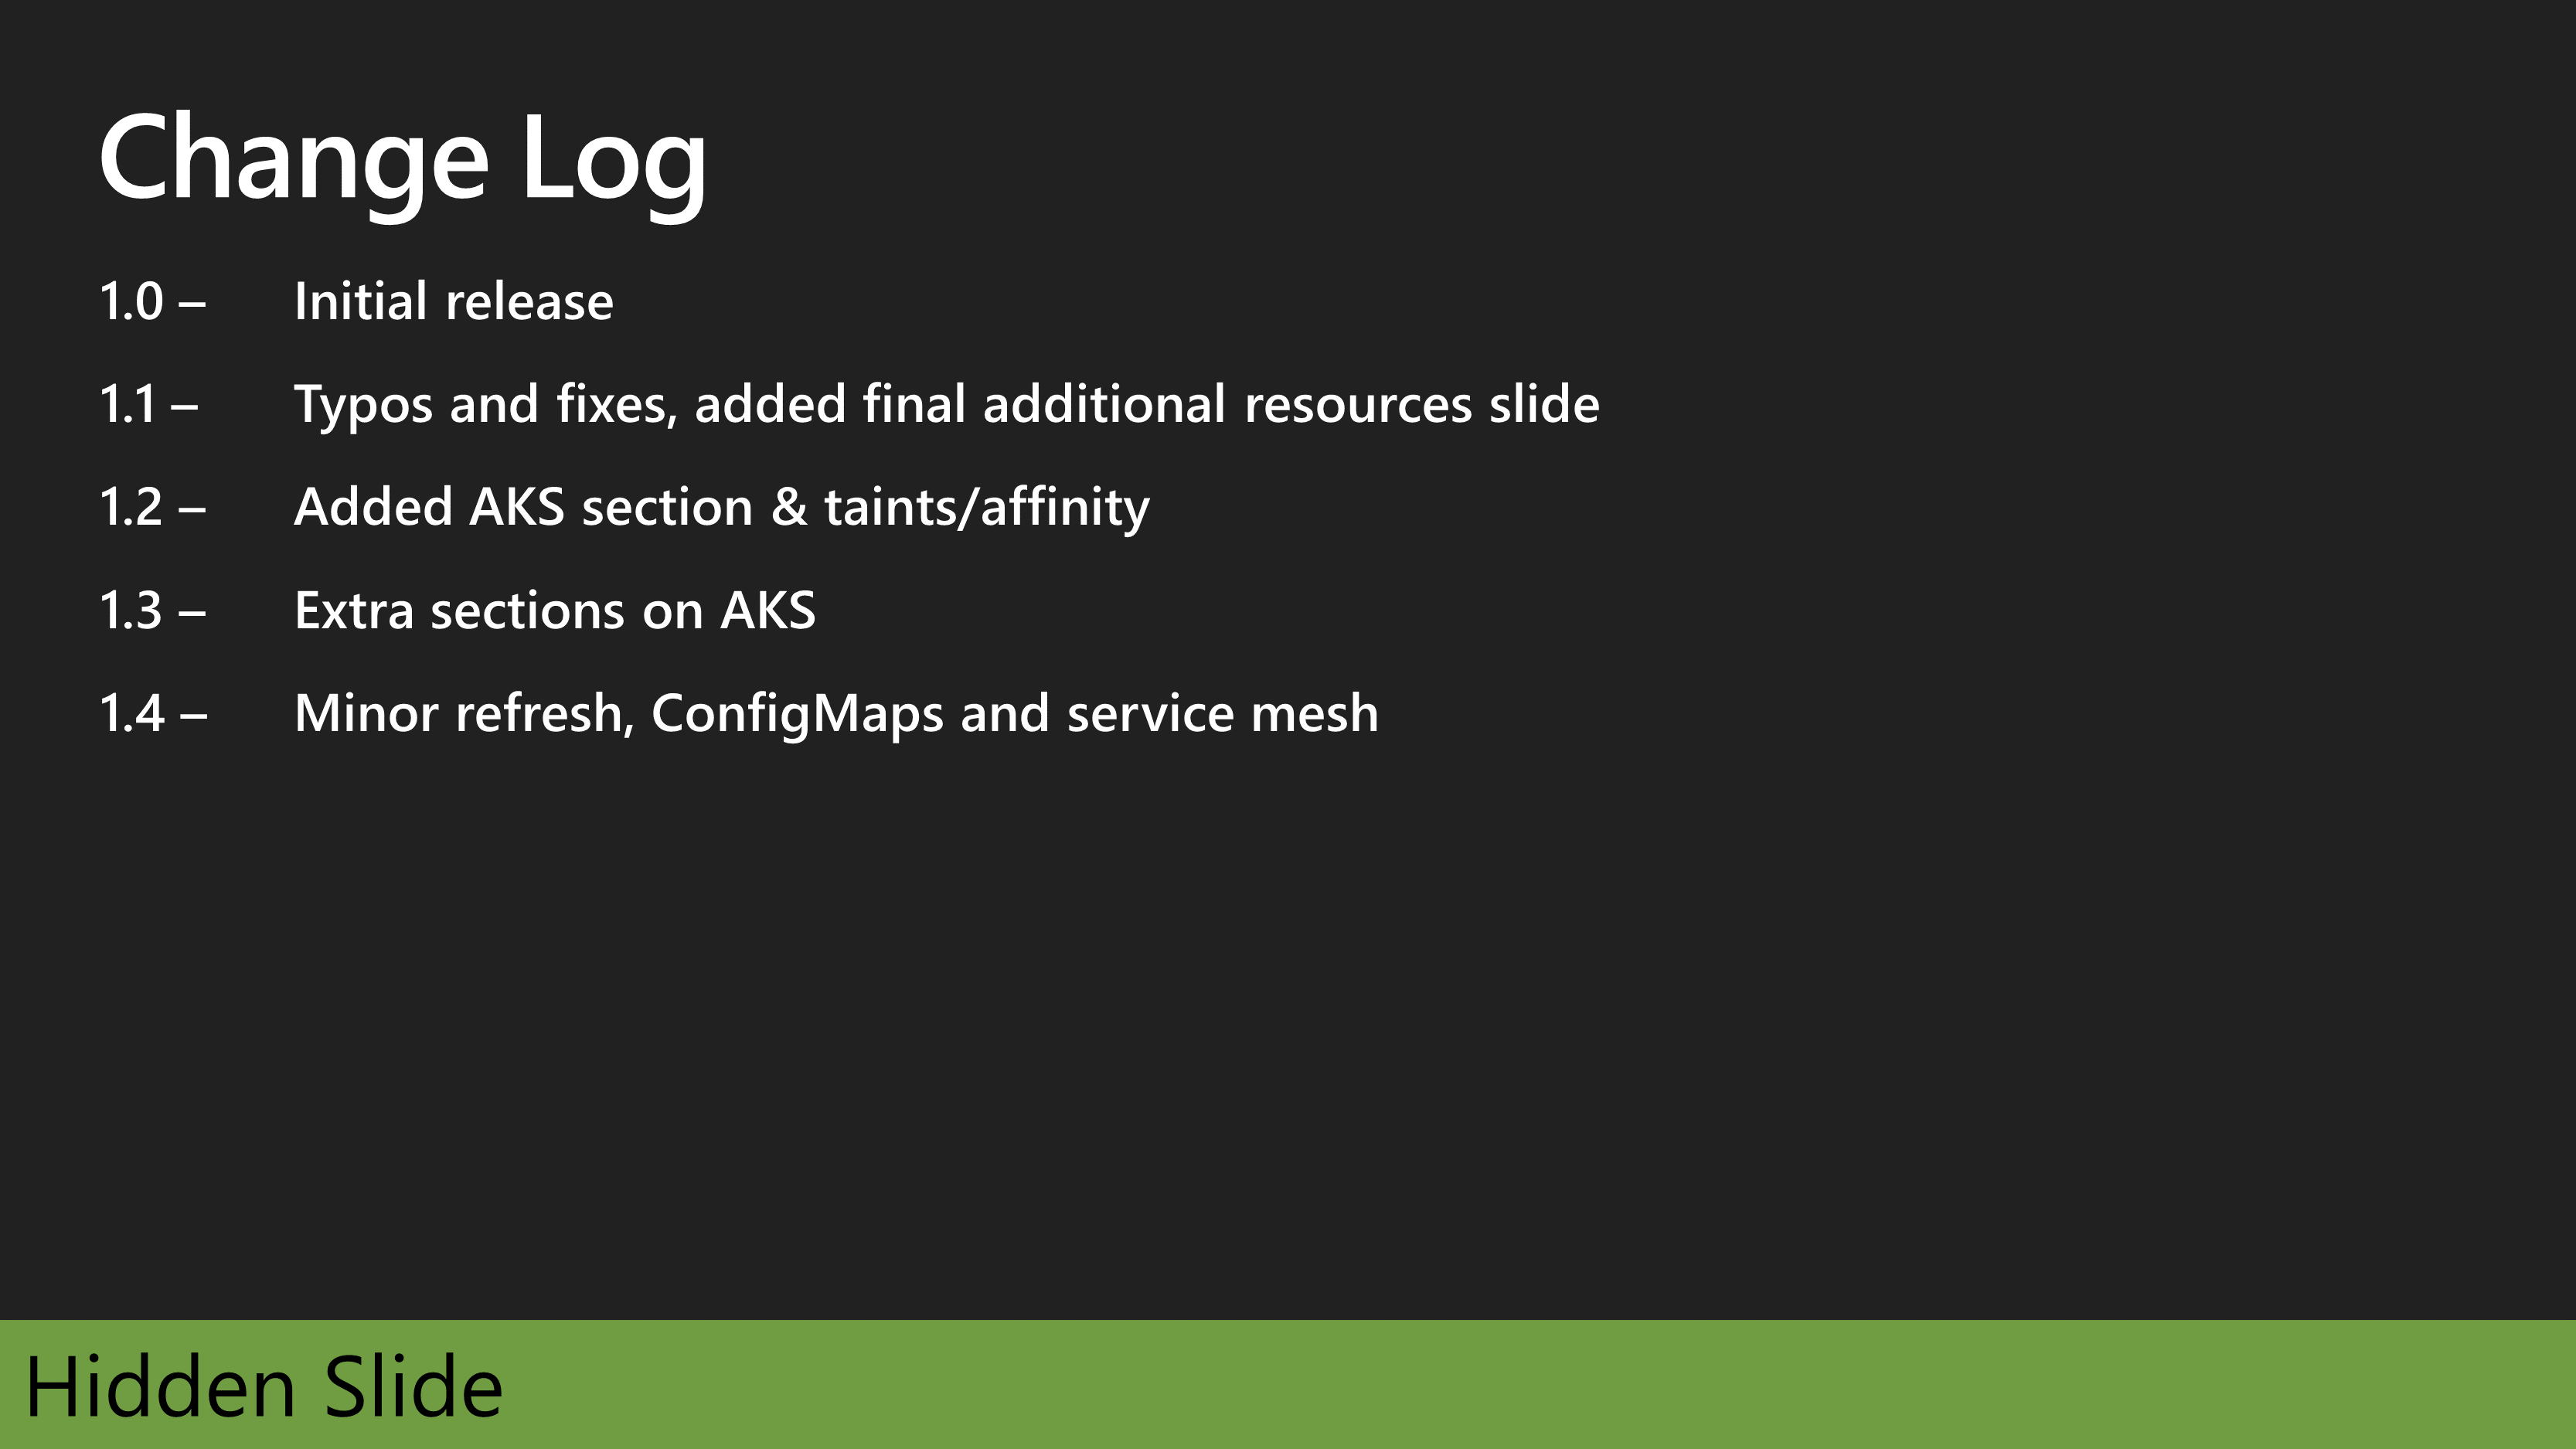 Change Log
1.0 – Initial release
1.1 – Typos and fixes, added final additional resources slide
1.2 – Added AKS section & taints/affinity
1.3 – Extra sections on AKS
1.4 – Minor refresh, ConfigMaps and service mesh
Hidden Slide